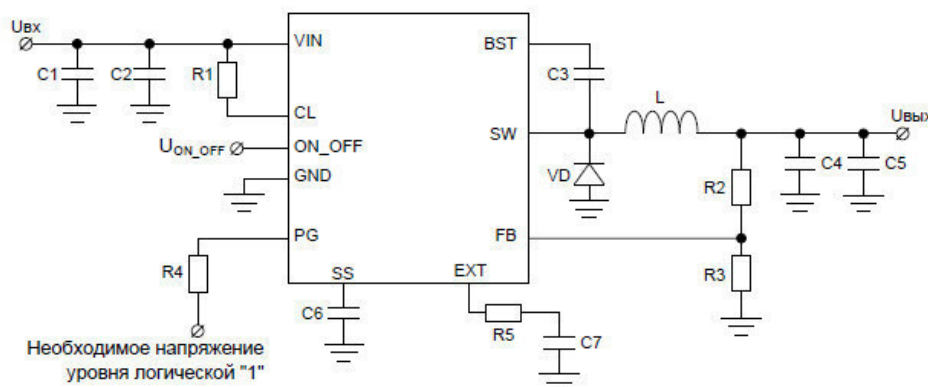 Uвх
VIN
BST
C1
C2
R1
C3
CL
L
Uвых
SW
UON_OFF
ON_OFF
GND
VD
C4
C5
R2
PG
FB
R4
SS
EXT
R3
C6
R5
C7
Необходимое напряжение
уровня логической "1"